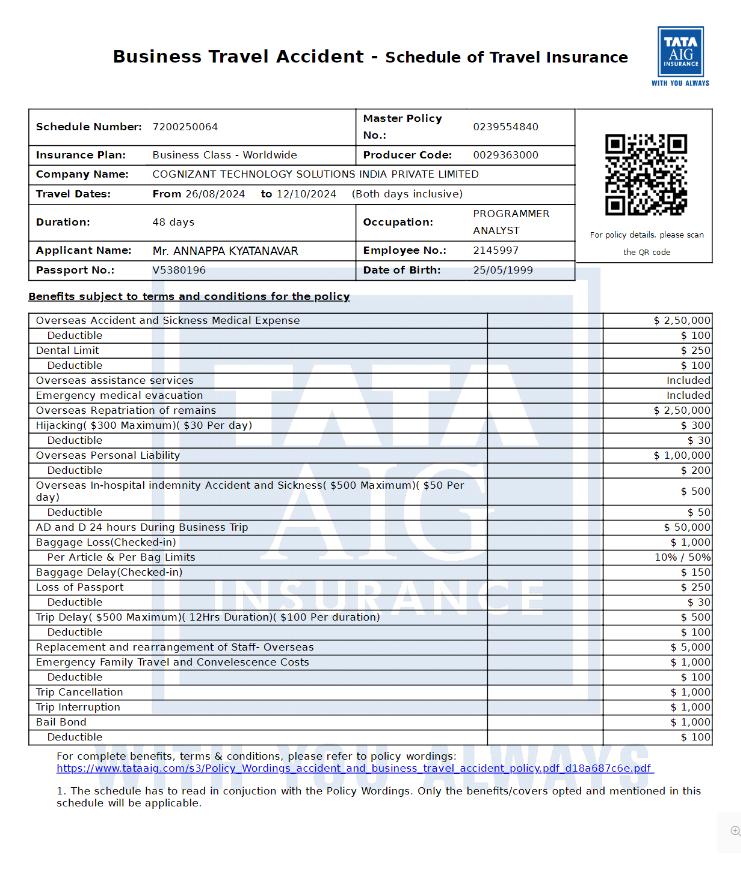 Business Travel Accident - Schedule of Travel Insurance
TATA
AIG
INSURANCE
WITH YOU ALWAYS
Schedule Number: 7200250064 Master Policy No.: 0239554840
Insurance Plan: Business Class - Worldwide Producer Code: 0029363000
Company Name: COGNIZANT TECHNOLOGY SOLUTIONS INDIA PRIVATE LIMITED
Travel Dates: From 26/08/2024 to 12/10/2024 (Both days inclusive)
Duration: 48 days Occupation: PROGRAMMER ANALYST
Applicant Name: Mr. ANNAPPA KYATANAVAR Employee No.: 2145997
Passport No.: V5380196 Date of Birth: 25/05/1999
For policy details, please scan
the QR code
Benefits subject to terms and conditions for the policy
Overseas Accident and Sickness Medical Expense $ 2,50,000
Deductible $ 100
Dental Limit $ 250
Deductible $ 100
Overseas assistance services Included
Emergency medical evacuation Included
Overseas Repatriation of remains $ 2,50,000
Hijacking( $300 Maximum)( $30 Per day) $ 300
Deductible $ 30
Overseas Personal Liability $ 1,00,000
Deductible $ 200
Overseas In-hospital indemnity Accident and Sickness( $500 Maximum)( $50 Per
day) $ 500
Deductible $ 50
AD and D 24 hours During Business Trip $ 50,000
Baggage Loss(Checked-in) $ 1,000
Per Article & Per Bag Limits 10% / 50%
Baggage Delay(Checked-in) $ 150
Loss of Passport $ 250
Deductible $ 30
Trip Delay( $500 Maximum)( 12Hrs Duration)( $100 Per duration) $ 500
Deductible $ 100
Replacement and rearrangement of Staff- Overseas $ 5,000
Emergency Family Travel and Convelescence Costs $ 1,000
Deductible $ 100
Trip Cancellation $ 1,000
Trip Interruption $ 1,000
Bail Bond $ 1,000
Deductible $ 100
TATA
AIG
INSURANCE
WITH YOU ALWAYS
For complete benefits, terms & conditions, please refer to policy wordings:
https://www.tataaig.com/s3/Policy_Wordings_accident_and_business_travel_accident_policy.pdf_d18a687c6e.pdf
1. The schedule has to read in conjuction with the Policy Wordings. Only the benefits/covers opted and mentioned in this
schedule will be applicable.